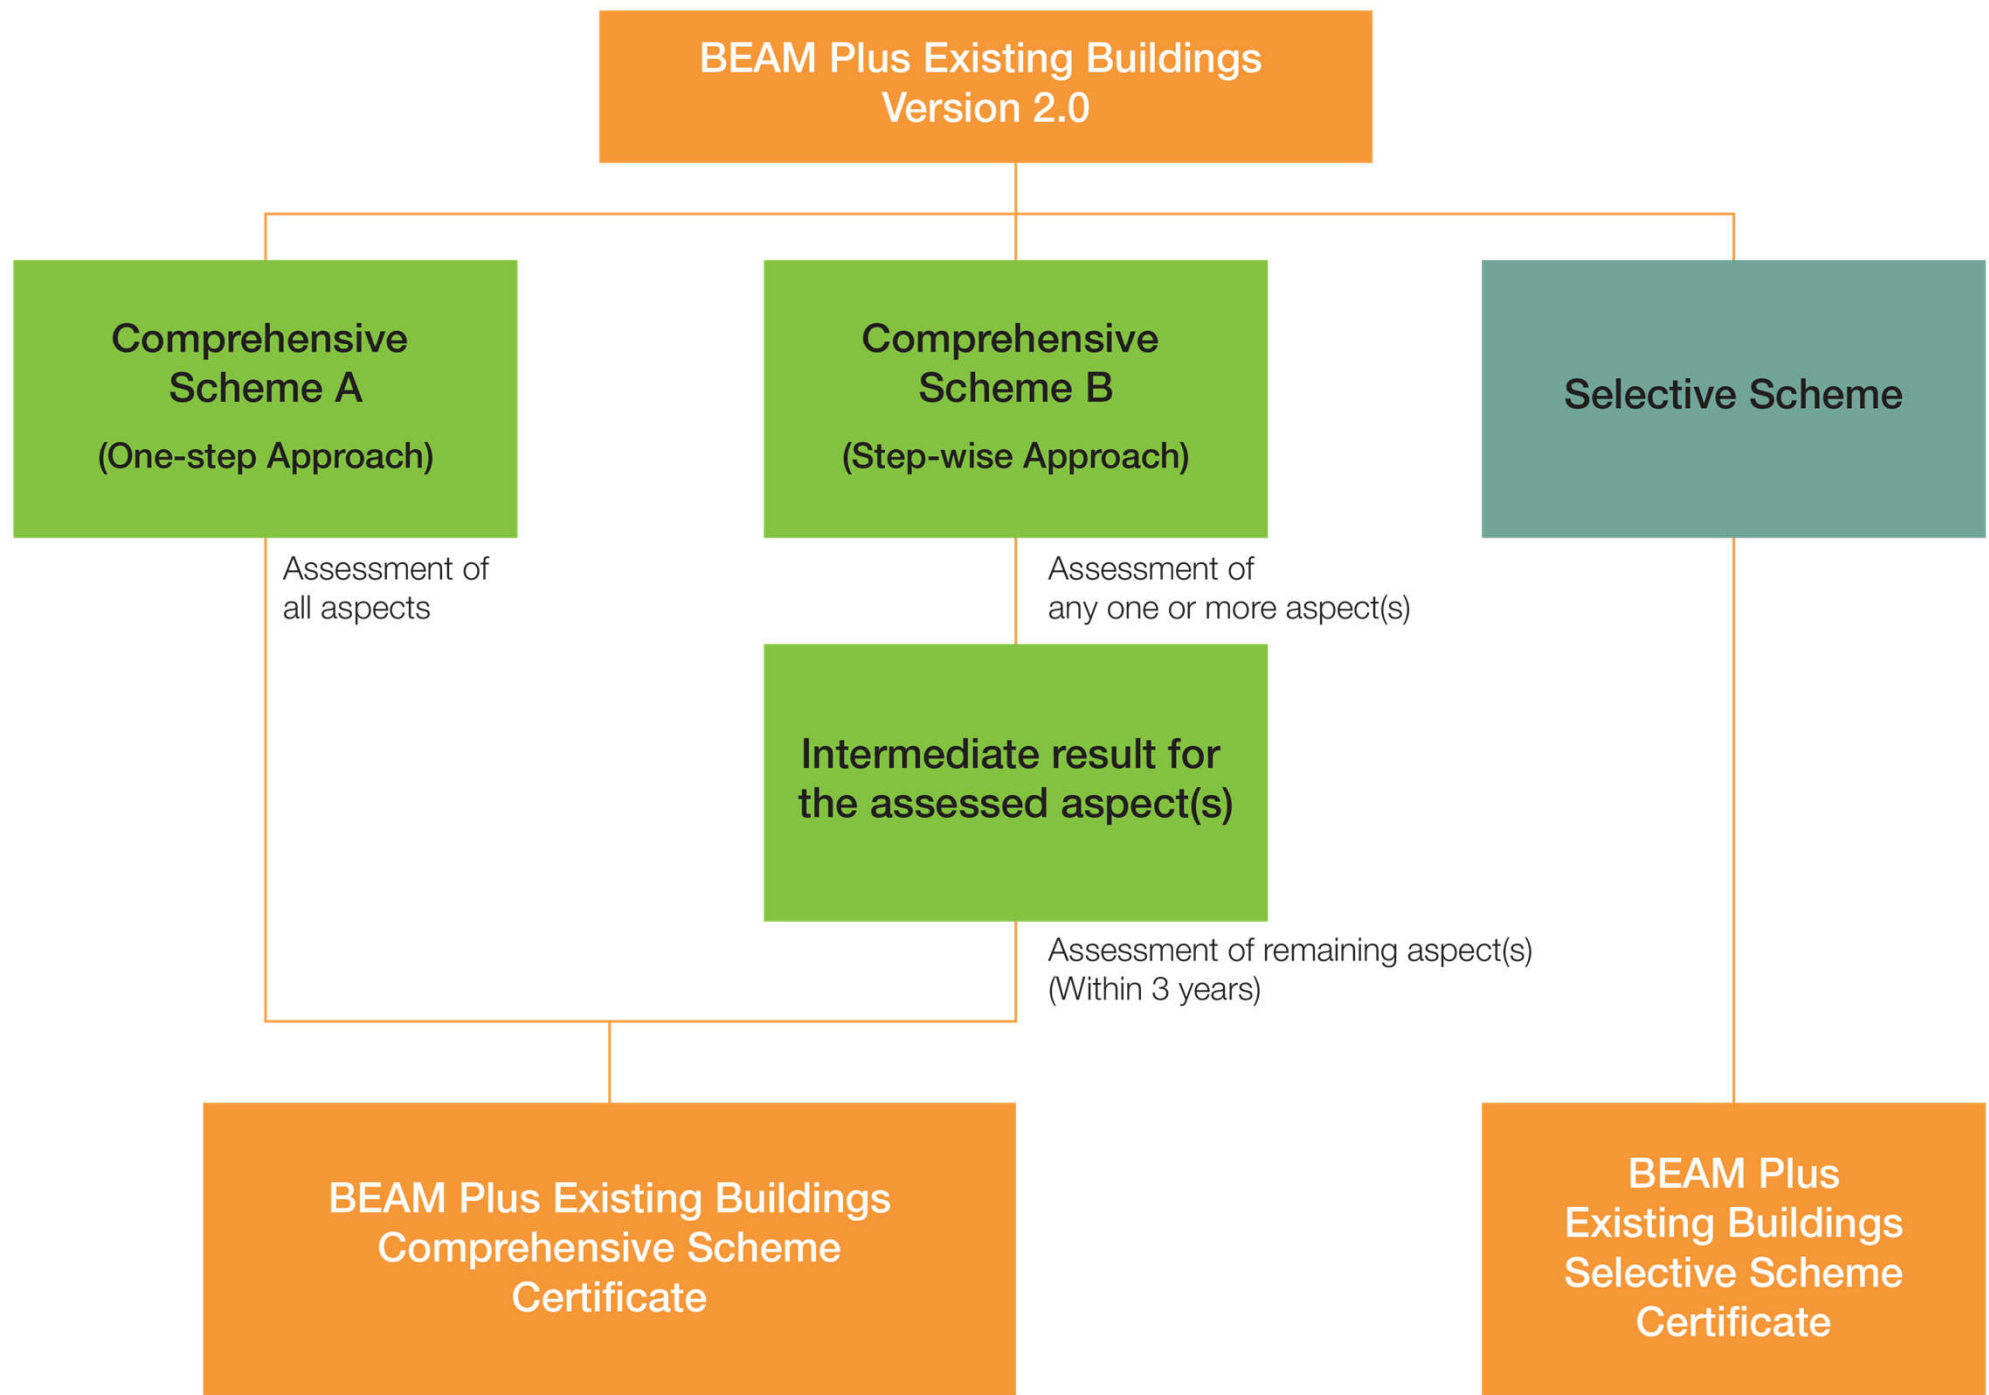 BEAM Plus Existing Buildings
Version 2.0
Comprehensive
Scheme A
(One-step Approach)
Comprehensive
Scheme B
(Step-wise Approach)
Selective Scheme
Assessment of
all aspects
Assessment of
any one or more aspect(s)
Intermediate result for
the assessed aspect(s)
Assessment of remaining aspect(s)
(Within 3 years)
BEAM Plus Existing Buildings
Comprehensive Scheme
Certificate
BEAM Plus
Existing Buildings
Selective Scheme
Certificate